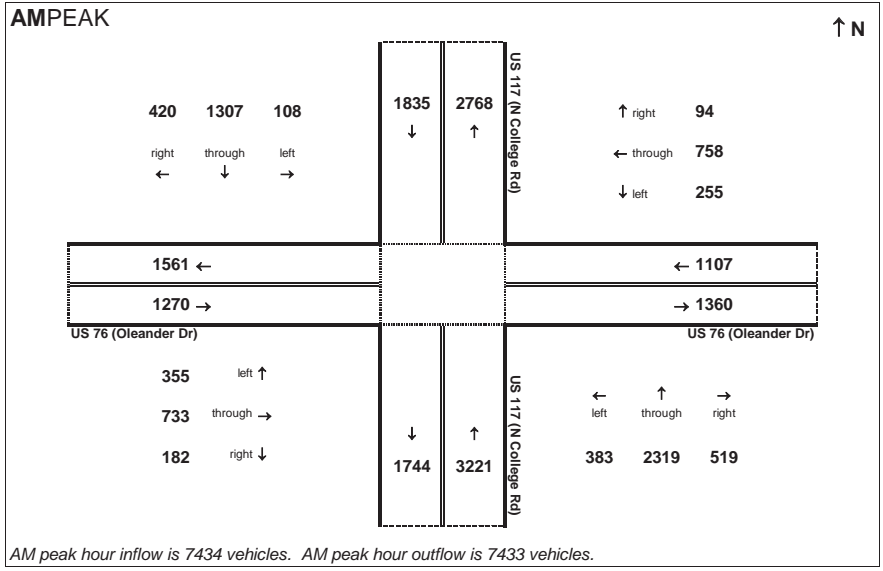 AMPEAK
↑ N
420 1307 108
right through left
← ↓ →
1835 2768
↓ ↑
US 117 (N College Rd)
↑ right 94
← through 758
↓ left 255
1561 ←
1270 →
US 76 (Oleander Dr)
← 1107
→ 1360
US 76 (Oleander Dr)
355 left ↑
733 through →
182 right ↓
↓ ↑
1744 3221
US 117 (N College Rd)
← ↑ →
left through right
383 2319 519
AM peak hour inflow is 7434 vehicles. AM peak hour outflow is 7433 vehicles.